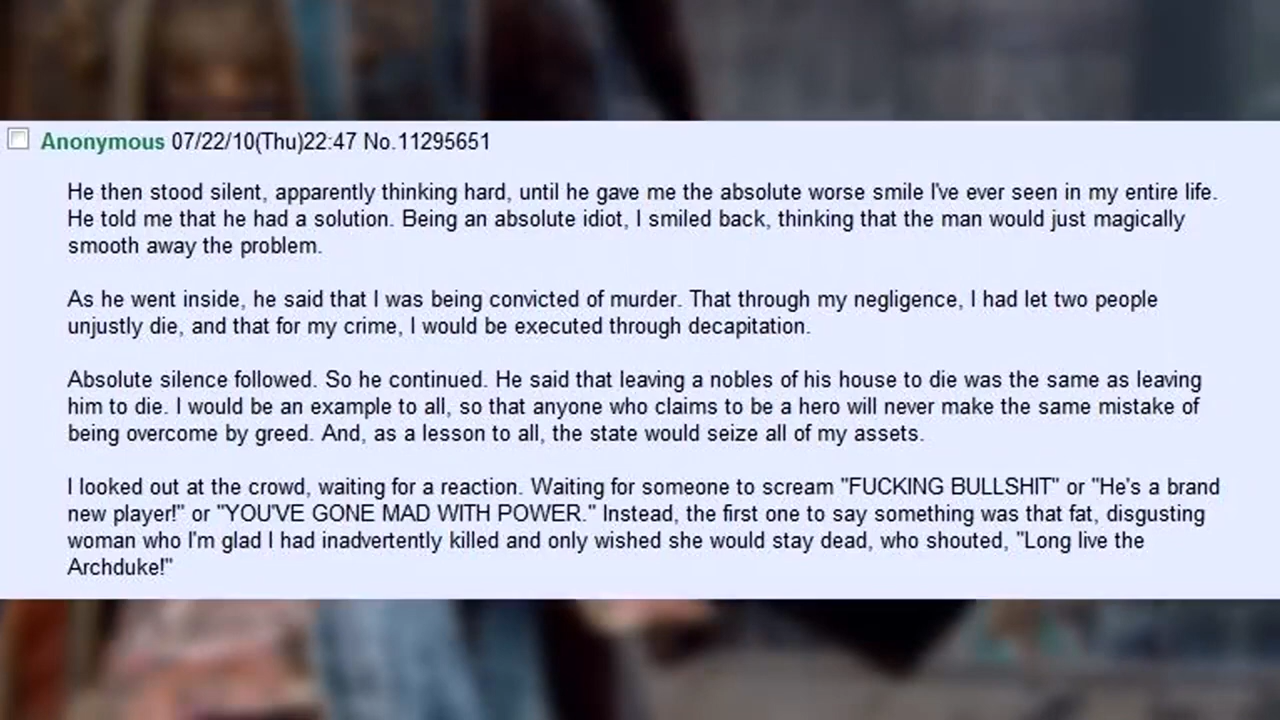 Anonymous 07/22/10(Thu)22:47 No.11295651
He then stood silent, apparently thinking hard, until he gave me the absolute worse smile I've ever seen in my entire life.
He told me that he had a solution. Being an absolute idiot, I smiled back, thinking that the man would just magically
smooth away the problem.
As he went inside, he said that I was being convicted of murder. That through my negligence, I had let two people
unjustly die, and that for my crime, I would be executed through decapitation.
Absolute silence followed. So he continued. He said that leaving a nobles of his house to die was the same as leaving
him to die. I would be an example to all, so that anyone who claims to be a hero will never make the same mistake of
being overcome by greed. And, as a lesson to all, the state would seize all of my assets.
I looked out at the crowd, waiting for a reaction. Waiting for someone to scream "FUCKING BULLSHIT" or "He's a brand
new player!" or "YOU'VE GONE MAD WITH POWER." Instead, the first one to say something was that fat, disgusting
woman who I'm glad I had inadvertently killed and only wished she would stay dead, who shouted, "Long live the
Archduke!"